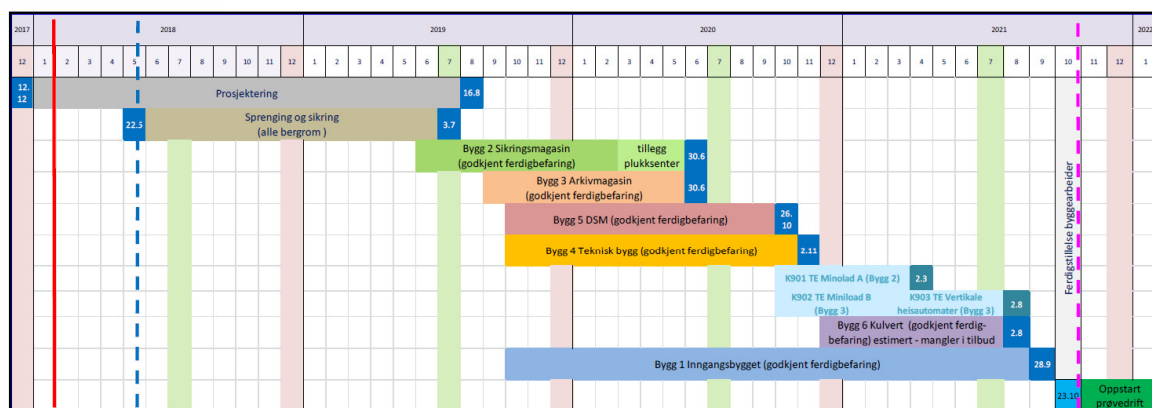 2017 2018 2019 2020 2021 2022
12 1 2 3 4 5 6 7 8 9 10 11 12 1 2 3 4 5 6 7 8 9 10 11 12 1 2 3 4 5 6 7 8 9 10 11 12 1 2 3 4 5 6 7 8 9 10 11 12 1
12.
12
Prosjektering
16.8
22.5
Sprenging og sikring
(alle bergrom )
3.7
Bygg 2 Sikringsmagasin
(godkjent ferdigbefaring)
tillegg
plukksenter
30.6
Bygg 3 Arkivmagasin
(godkjent ferdigbefaring)
30.6
Bygg 5 DSM (godkjent ferdigbefaring)
26.
10
Bygg 4 Teknisk bygg (godkjent ferdigbefaring)
2.11
K901 TE Minolad A (Bygg 2)
2.3
K902 TE Miniload B
(Bygg 3)
K903 TE Vertikale
heisautomater (Bygg 3)
2.8
Bygg 6 Kulvert (godkjent ferdig-
befaring) estimert - mangler i tilbud
2.8
Bygg 1 Inngangsbygget (godkjent ferdigbefaring)
28.9
Ferdigstillelse byggearbeider
23.10
Oppstart
prøvedrift